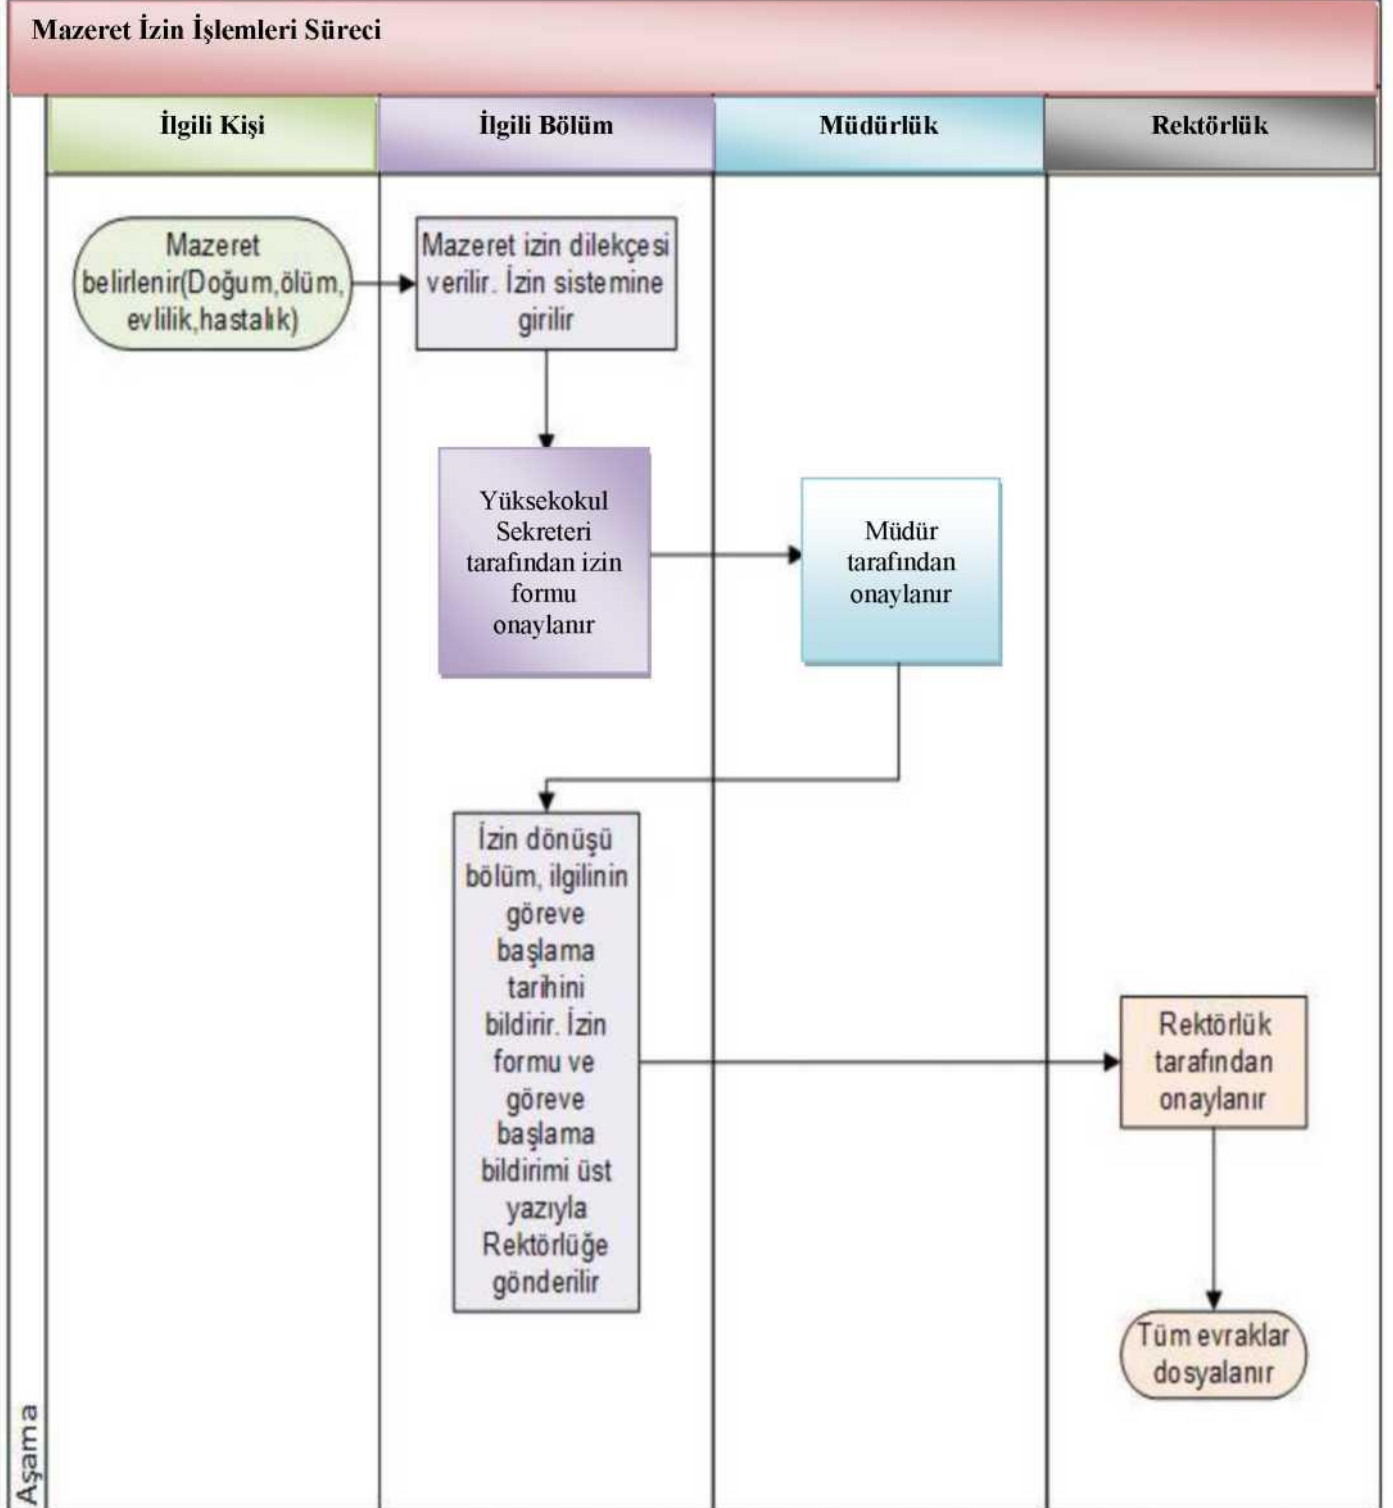 Mazeret İzin İşlemleri Süreci
İlgili Kişi
İlgili Bölüm
Müdürlük
Rektörlük
Mazeret
belirlenir(Doğum,ölüm,
evlilik,hastalık)
Mazeret izin dilekçesi
verilir. İzin sistemine
girilir
Yüksekokul
Sekreteri
tarafından izin
formu
onaylanır
Müdür
tarafından
onaylanır
İzin dönüşü
bölüm, ilgilinin
göreve
başlama
tarihini
bildirir. İzin
formu ve
göreve
başlama
bildirimi üst
yazıyla
Rektörlüğe
gönderilir
Rektörlük
tarafından
onaylanır
Tüm evraklar
dosyalanır
Aşama